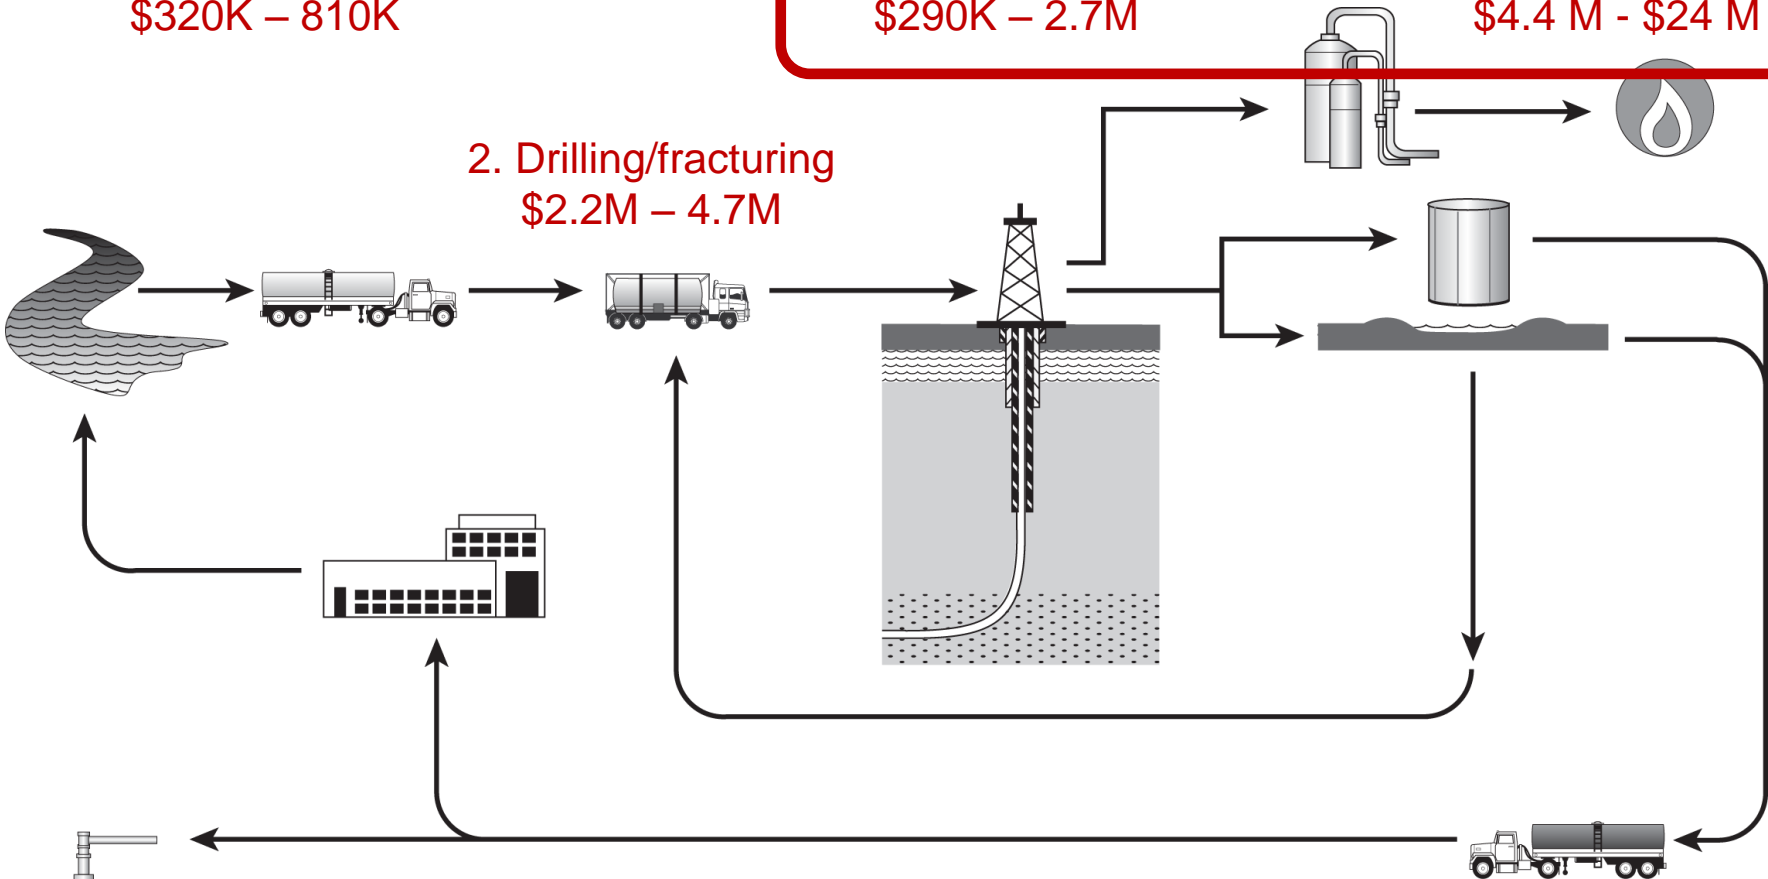 $320K – 810K
$290K – 2.7M
$4.4 M - $24 M
2. Drilling/fracturing
$2.2M – 4.7M